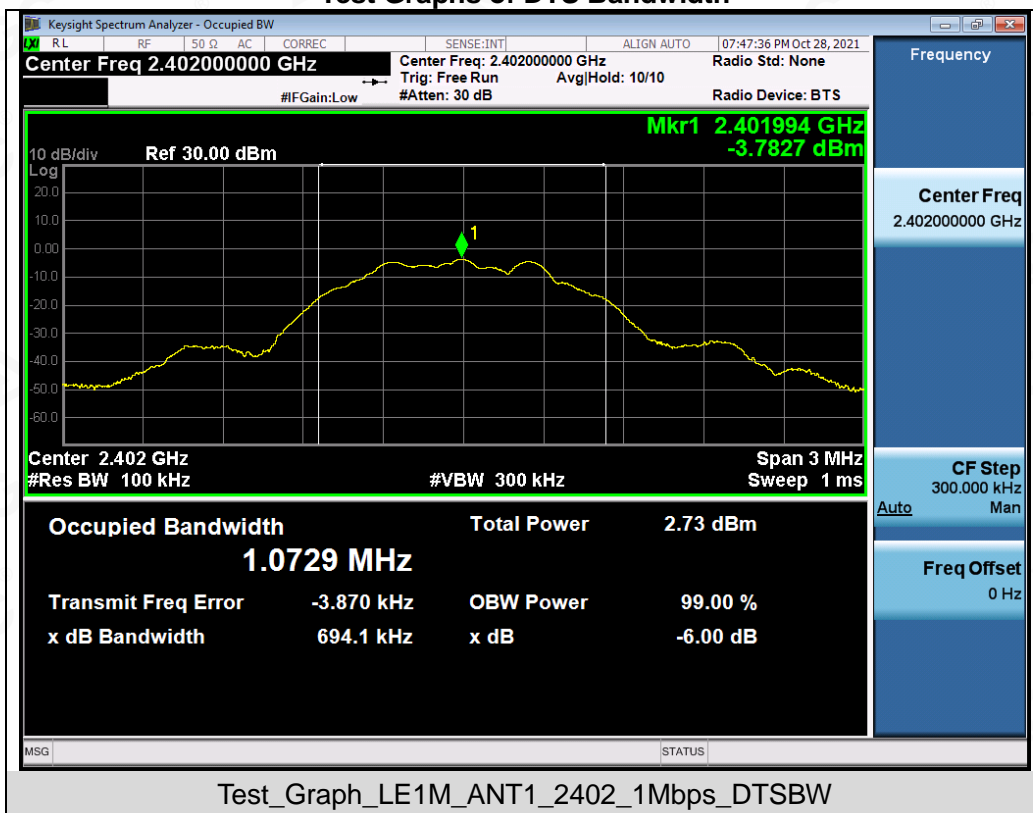 Test Graphs of DTS Bandwidth
Keysight Spectrum Analyzer - Occupied BW
LXI RL RF 50 Ω AC CORREC SENSE:INT ALIGN AUTO 07:47:36 PM Oct 28, 2021
Center Freq 2.402000000 GHz
Center Freq: 2.402000000 GHz
Radio Std: None
Trig: Free Run Avg|Hold: 10/10
#IFGain:Low #Atten: 30 dB Radio Device: BTS
Mkr1 2.401994 GHz
-3.7827 dBm
10 dB/div Ref 30.00 dBm
Log
20.0
10.0
0.00
-10.0
-20.0
-30.0
-40.0
-50.0
-60.0
1
Center 2.402 GHz Span 3 MHz
#Res BW 100 kHz #VBW 300 kHz Sweep 1 ms
Occupied Bandwidth Total Power 2.73 dBm
1.0729 MHz
Transmit Freq Error -3.870 kHz OBW Power 99.00 %
x dB Bandwidth 694.1 kHz x dB -6.00 dB
MSG STATUS
Frequency
Center Freq
2.402000000 GHz
CF Step
300.000 kHz
Auto Man
Freq Offset
0 Hz
Test_Graph_LE1M_ANT1_2402_1Mbps_DTSBW